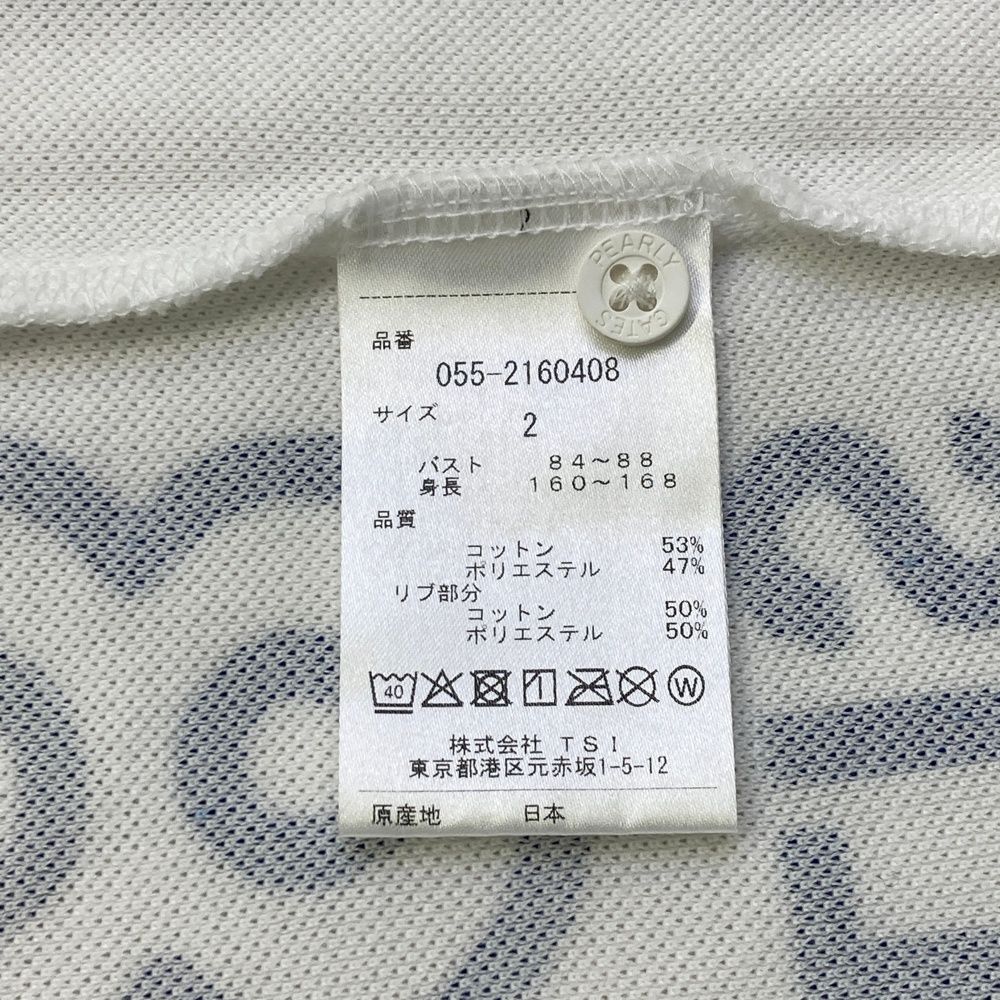 PEARLY
GATES
品番
055-2160408
サイズ
2
バスト 84～88
身長 160～168
品質
コットン 53%
ポリエステル 47%
リブ部分
コットン 50%
ポリエステル 50%
40
W
株式会社 TSI
東京都港区元赤坂1-5-12
原産地 日本